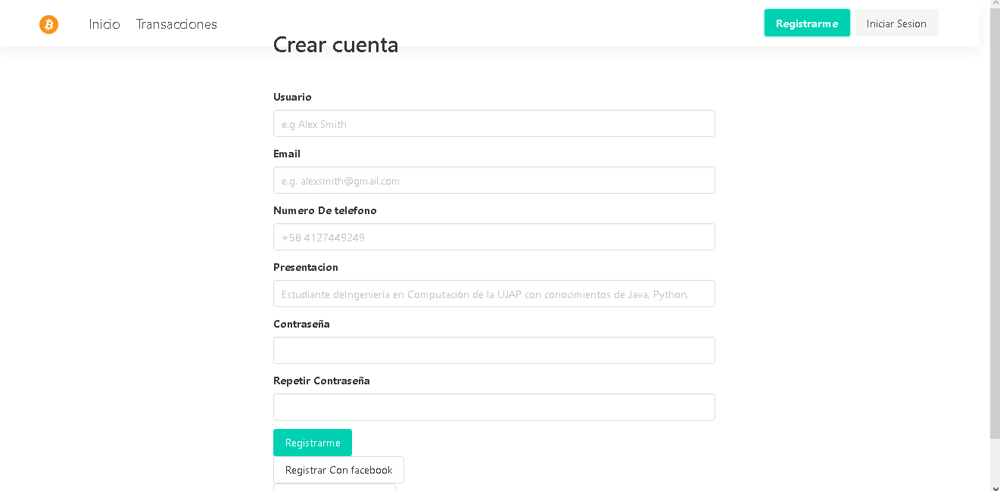 Inicio Transacciones Registrarme Iniciar Sesion
Crear cuenta
Usuario
e.g Alex Smith
Email
e.g. alexsmith@gmail.com
Numero De telefono
+58 4127449249
Presentacion
Estudiante deIngeniería en Computación de la UJAP con conocimientos de Java, Python,
Contraseña
Repetir Contraseña
Registrarme
Registrar Con facebook